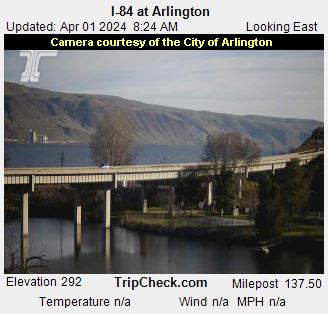 I-84 at Arlington
Updated: Apr 01 2024 8:24 AM Looking East
Camera courtesy of the City of Arlington
Elevation 292 TripCheck.com Milepost 137.50
Temperature n/a Wind n/a MPH n/a